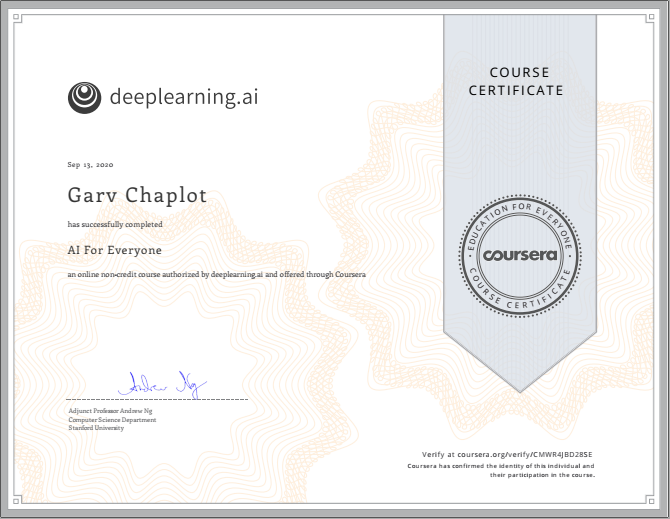 COURSE
CERTIFICATE
deeplearning.ai
Sep 13, 2020
Garv Chaplot
has successfully completed
AI For Everyone
an online non-credit course authorized by deeplearning.ai and offered through Coursera
EDUCATION FOR EVERYONE
coursera
COURSE CERTIFICATE
Andrew Ng
Adjunct Professor Andrew Ng
Computer Science Department
Stanford University
Verify at coursera.org/verify/CMWR4JBD28SE
Coursera has confirmed the identity of this individual and
their participation in the course.